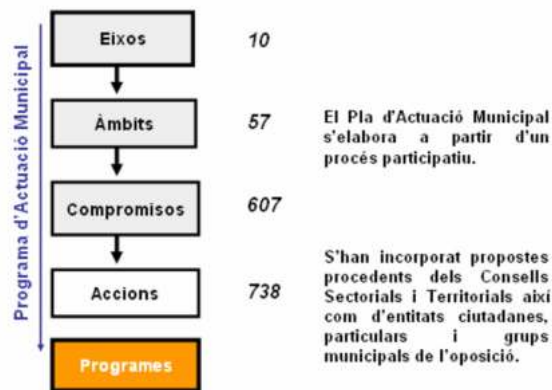 Programa d'Actuació Municipal
Eixos
10
Àmbits
57
Compromisos
607
Accions
738
Programes
El Pla d'Actuació Municipal
s'elabora a partir d'un
procés participatiu.
S'han incorporat propostes
procedents dels Consells
Sectorials i Territorials així
com d'entitats ciutadanes,
particulars i grups
municipals de l'oposició.